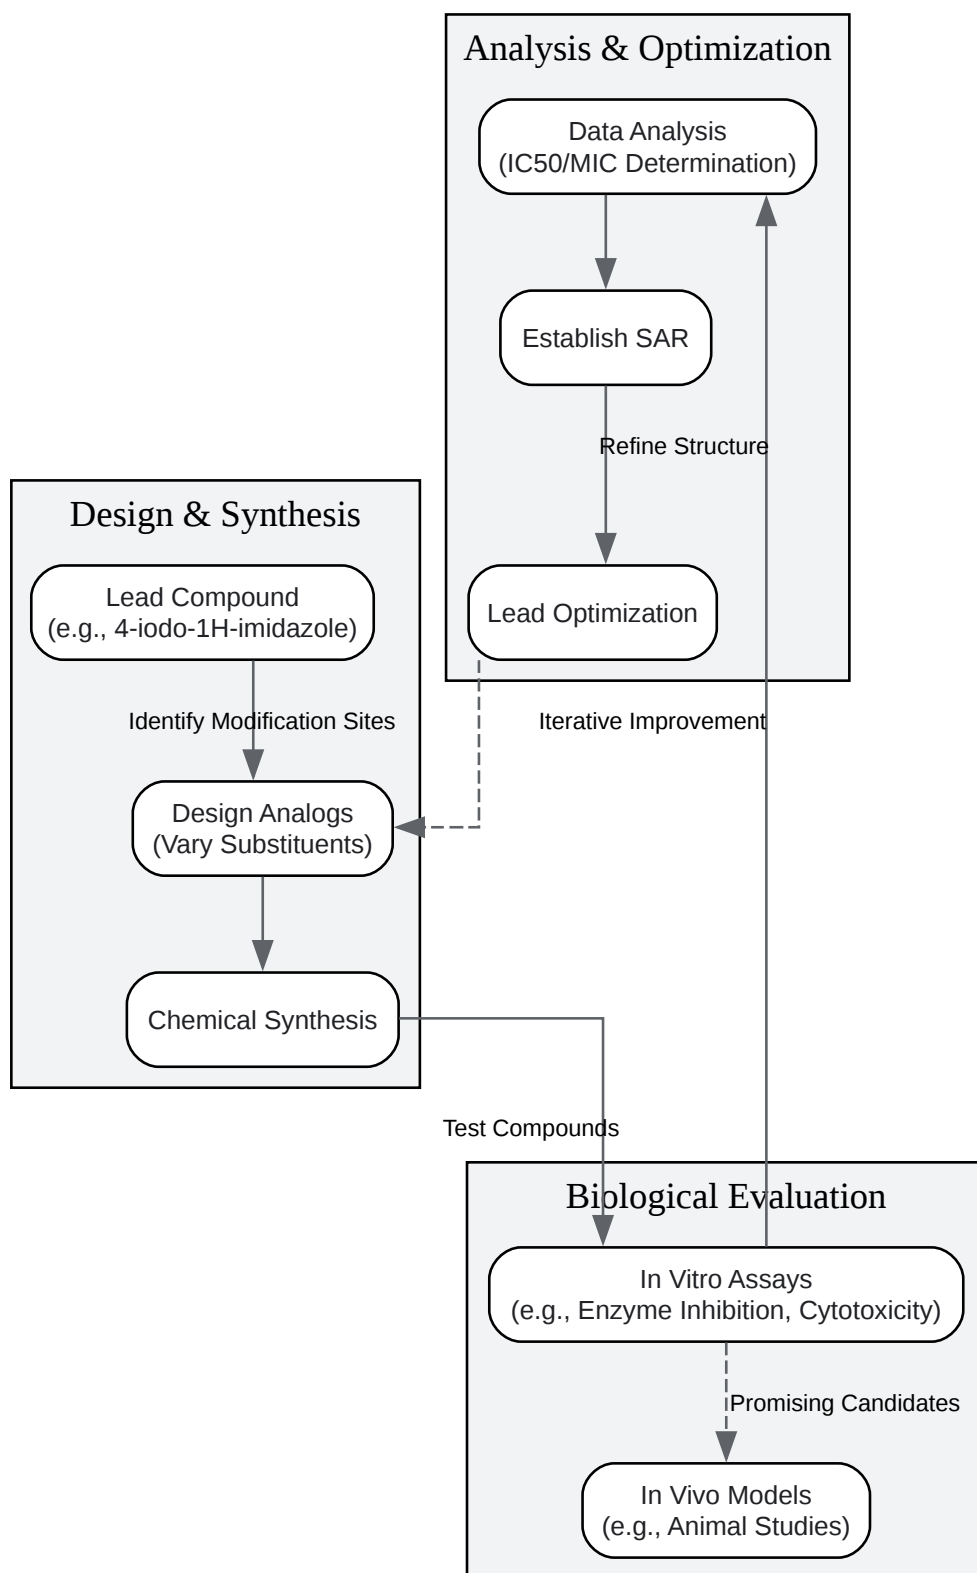 Analysis & Optimization
Data Analysis
(IC50/MIC Determination)
Establish SAR
Refine Structure
Lead Optimization
Design & Synthesis
Lead Compound
(e.g., 4-iodo-1H-imidazole)
Identify Modification Sites
Iterative Improvement
Design Analogs
(Vary Substituents)
Chemical Synthesis
Test Compounds
Biological Evaluation
In Vitro Assays
(e.g., Enzyme Inhibition, Cytotoxicity)
Promising Candidates
In Vivo Models
(e.g., Animal Studies)